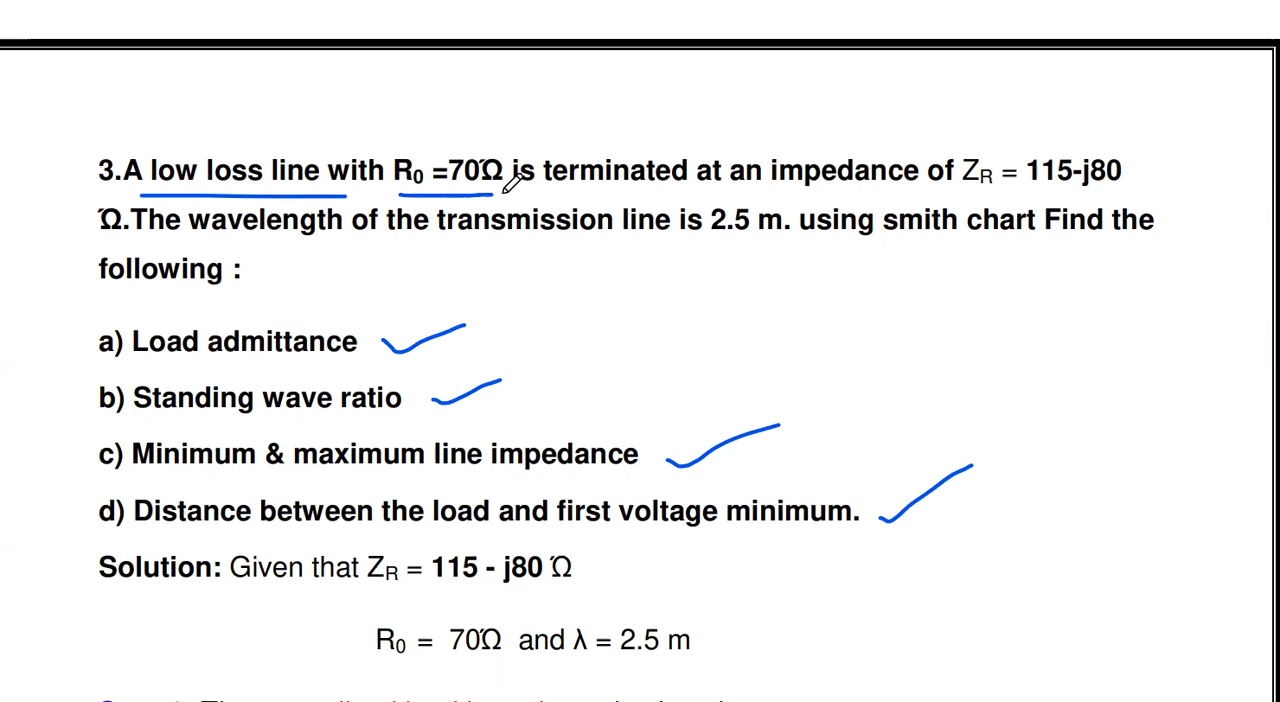 3.A low loss line with R₀ =70Ω is terminated at an impedance of Z_R = 115-j80
Ω.The wavelength of the transmission line is 2.5 m. using smith chart Find the
following :
a) Load admittance
b) Standing wave ratio
c) Minimum & maximum line impedance
d) Distance between the load and first voltage minimum.
Solution: Given that Z_R = 115 - j80 Ω
R₀ = 70Ω and λ = 2.5 m